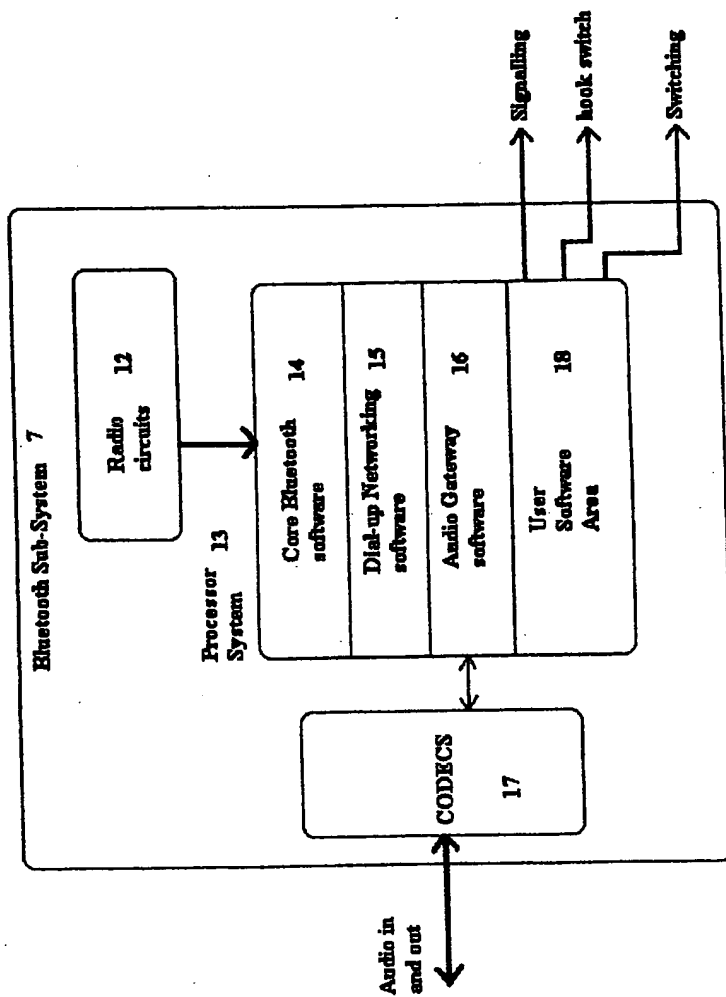 Bluetooth Sub-System 7
Radio 12
circuits
Processor 13
System
Core Bluetooth 14
software
Dial-up Networking 15
software
Audio Gateway 16
software
User 18
Software
Area
CODECS
17
Audio in
and out
Signalling
hook switch
Switching